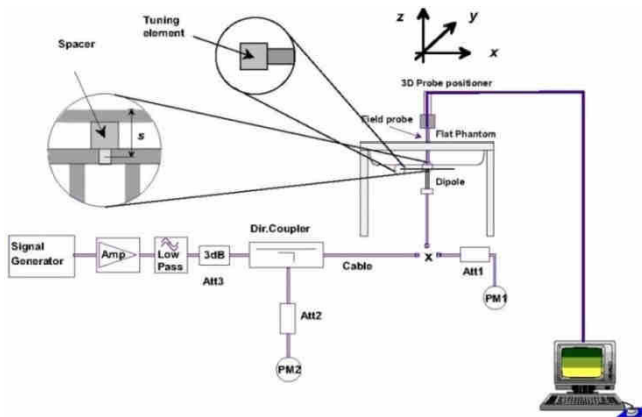 Tuning
element
Spacer
s
z
y
x
3D Probe positioner
Field probe
Flat Phantom
Dipole
Dir.Coupler
Signal
Generator
Amp
Low
Pass
3dB
Att3
Cable
x
Att1
PM1
Att2
PM2